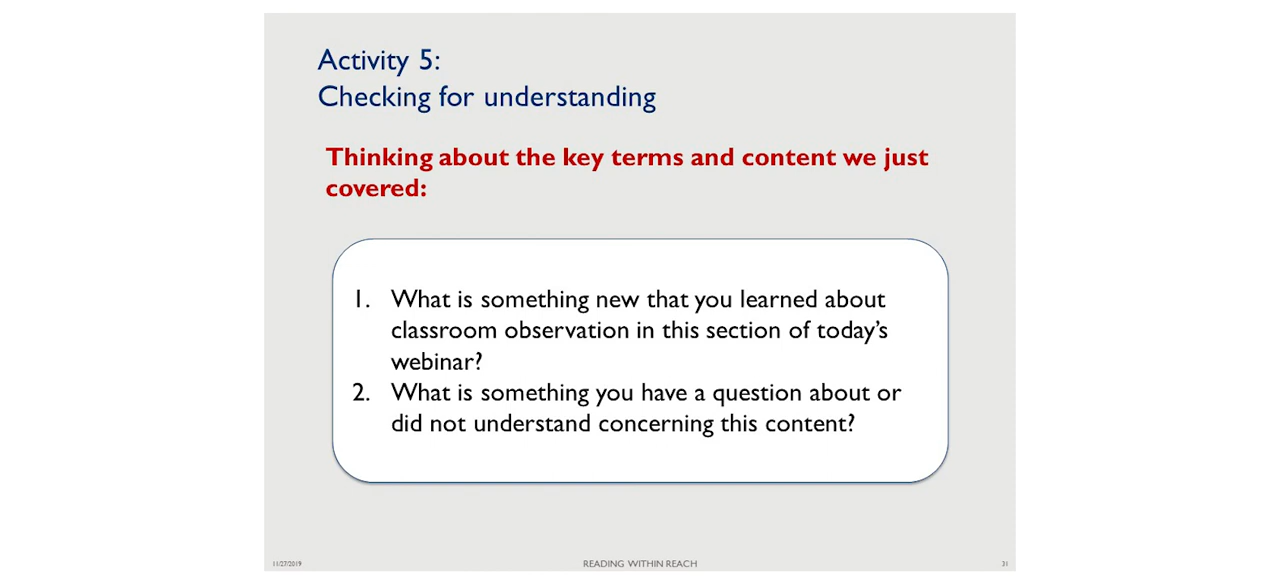 Activity 5:
Checking for understanding
Thinking about the key terms and content we just
covered:
1. What is something new that you learned about
classroom observation in this section of today’s
webinar?
2. What is something you have a question about or
did not understand concerning this content?
11/27/2019
READING WITHIN REACH
31